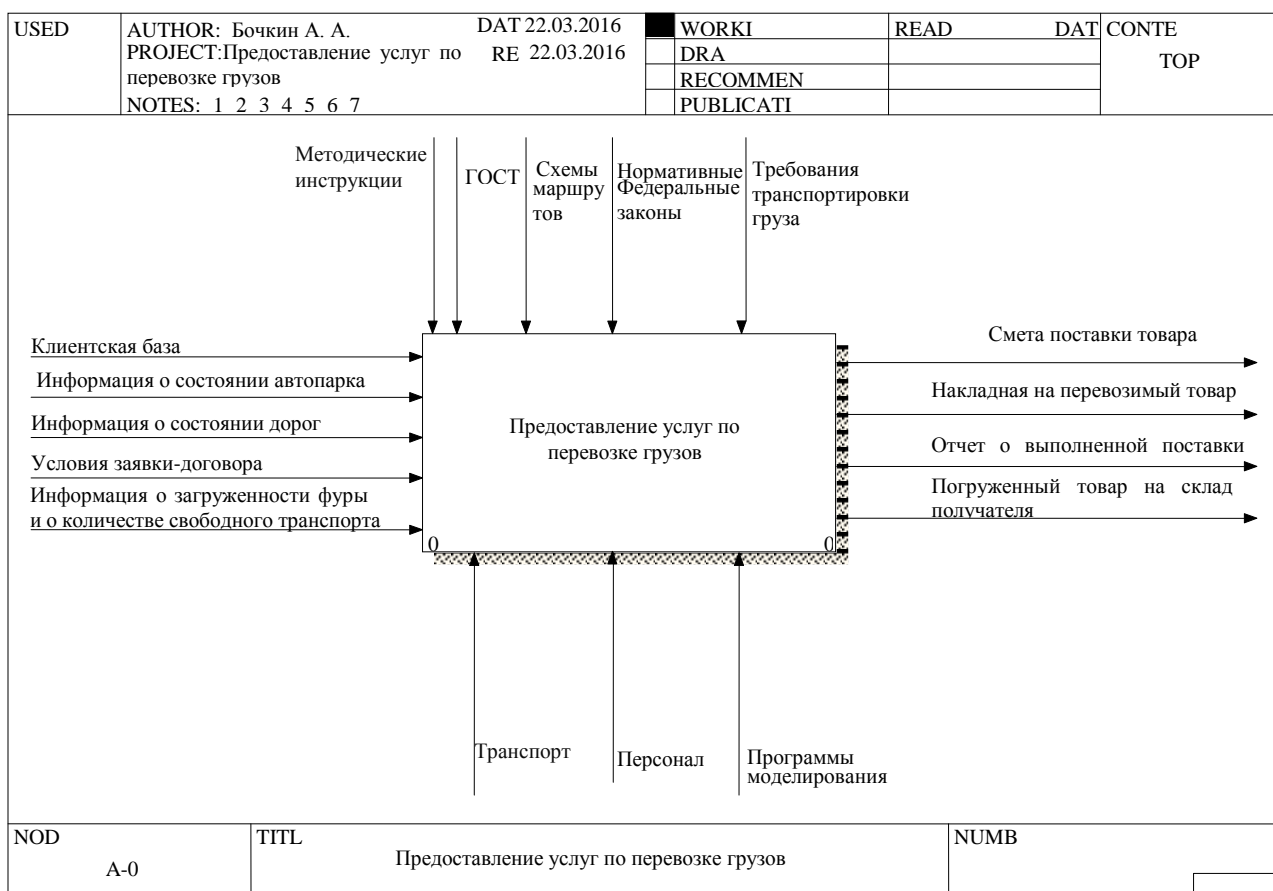 USED
AUTHOR: Бочкин А. А.
DAT 22.03.2016
PROJECT:Предоставление услуг по
перевозке грузов
RE 22.03.2016
NOTES: 1 2 3 4 5 6 7
WORKI
DRA
RECOMMEN
PUBLICATI
READ
DAT
CONTE
TOP
Методические
инструкции
ГОСТ
Схемы
маршру
тов
Нормативные
Федеральные
законы
Требования
транспортировки
груза
Клиентская база
Информация о состоянии автопарка
Информация о состоянии дорог
Условия заявки-договора
Информация о загруженности фуры
и о количестве свободного транспорта
Предоставление услуг по
перевозке грузов
0
0
Смета поставки товара
Накладная на перевозимый товар
Отчет о выполненной поставки
Погруженный товар на склад
получателя
Транспорт
Персонал
Программы
моделирования
NOD
A-0
TITL
Предоставление услуг по перевозке грузов
NUMB